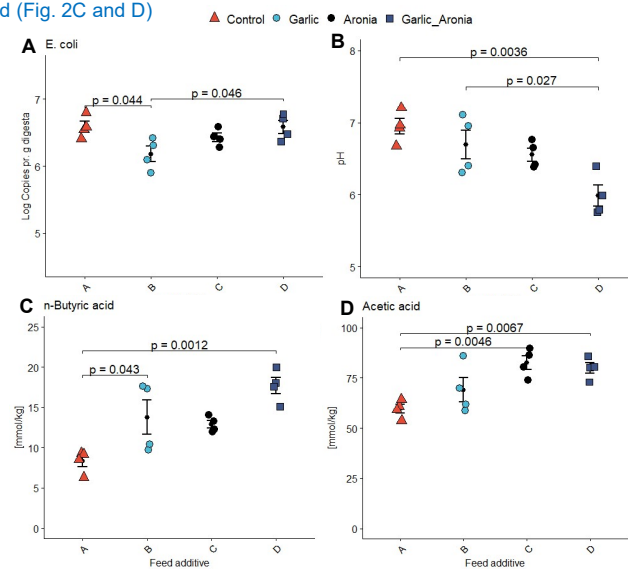 d (Fig. 2C and D)
Control Garlic Aronia Garlic_Aronia
A E. coli
p = 0.044
p = 0.046
Log Copies pr. g digesta
7
6
5
A B C D
B
p = 0.0036
p = 0.027
pH
8
7
6
5
A B C D
C n-Butyric acid
p = 0.0012
p = 0.043
[mmol/kg]
25
20
15
10
5
0
A B C D
Feed additive
D Acetic acid
p = 0.0067
p = 0.0046
[mmol/kg]
100
75
50
25
0
A B C D
Feed additive